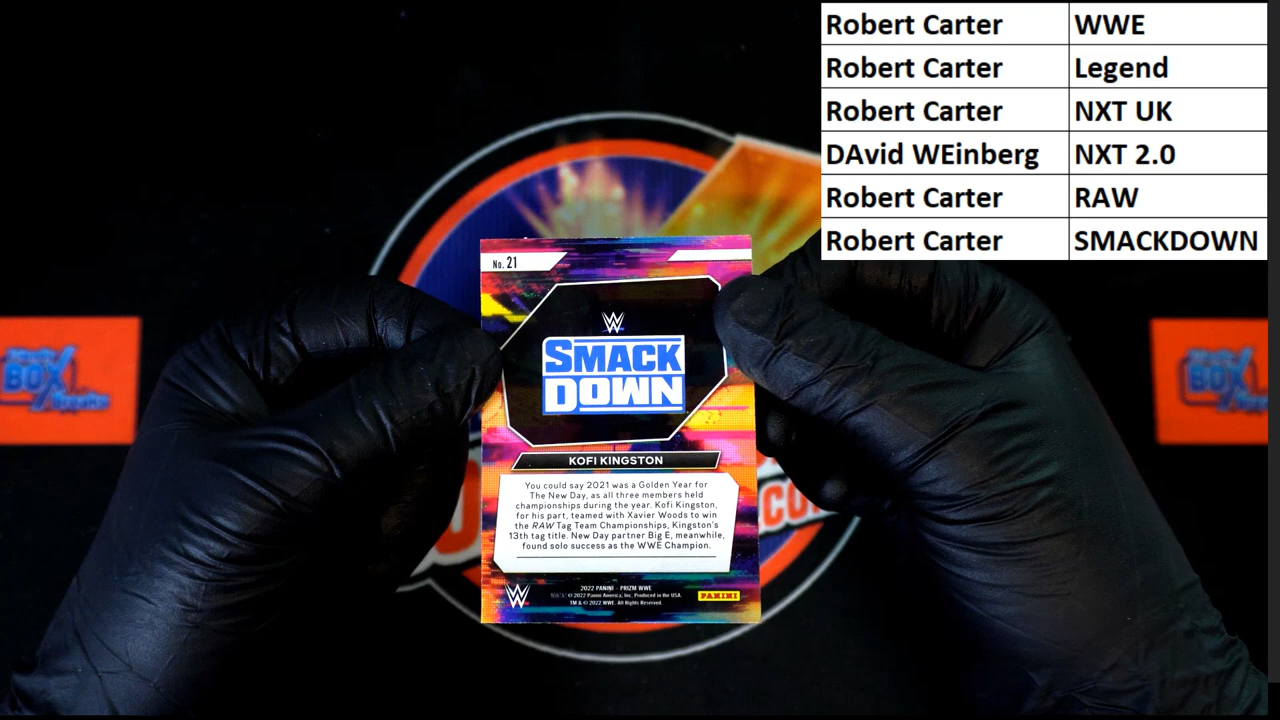 Robert Carter WWE
Robert Carter Legend
Robert Carter NXT UK
DAvid WEinberg NXT 2.0
Robert Carter RAW
Robert Carter SMACKDOWN
No. 21
W
SMACK
DOWN
KOFI KINGSTON
You could say 2021 was a Golden Year for
The New Day, as all three members held
championships during the year. Kofi Kingston,
for his part, teamed with Xavier Woods to win
the RAW Tag Team Championships, Kingston's
13th tag title. New Day partner Big E, meanwhile,
found solo success as the WWE Champion.
2022 PANINI - PRIZM WWE
© 2022 Panini America, Inc. Produced in the USA.
TM & © 2022 WWE. All Rights Reserved.
W
PANINI
BOX
BOX
.CO